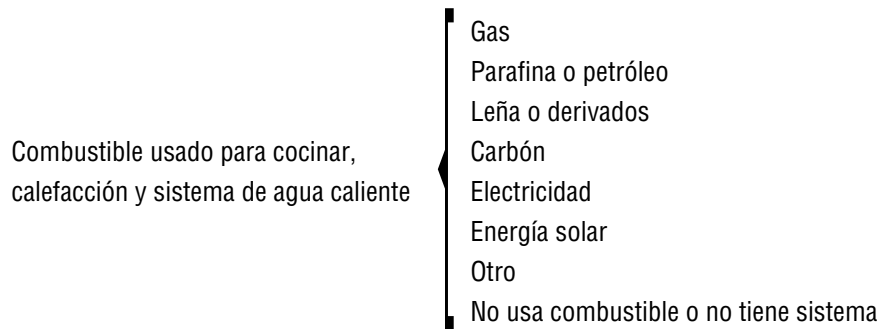 Combustible usado para cocinar,
calefacción y sistema de agua caliente
Gas
Parafina o petróleo
Leña o derivados
Carbón
Electricidad
Energía solar
Otro
No usa combustible o no tiene sistema